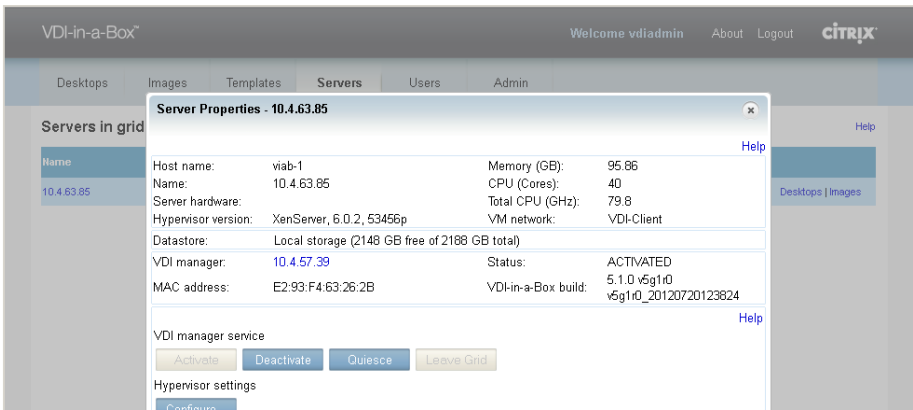 VDI-in-a-Box™ Welcome vdiadmin About Logout CITRIX
Desktops Images Templates Servers Users Admin
Servers in grid
Help
Name
10.4.63.85 Desktops | Images
Server Properties - 10.4.63.85
Help
Host name: viab-1 Memory (GB): 95.86
Name: 10.4.63.85 CPU (Cores): 40
Server hardware: Total CPU (GHz): 79.8
Hypervisor version: XenServer, 6.0.2, 53456p VM network: VDI-Client
Datastore: Local storage (2148 GB free of 2188 GB total)
VDI manager: 10.4.57.39 Status: ACTIVATED
MAC address: E2:93:F4:63:26:2B VDI-in-a-Box build: 5.1.0 v5g1r0
v5g1r0_20120720123824
Help
VDI manager service
Activate Deactivate Quiesce Leave Grid
Hypervisor settings
Configure...